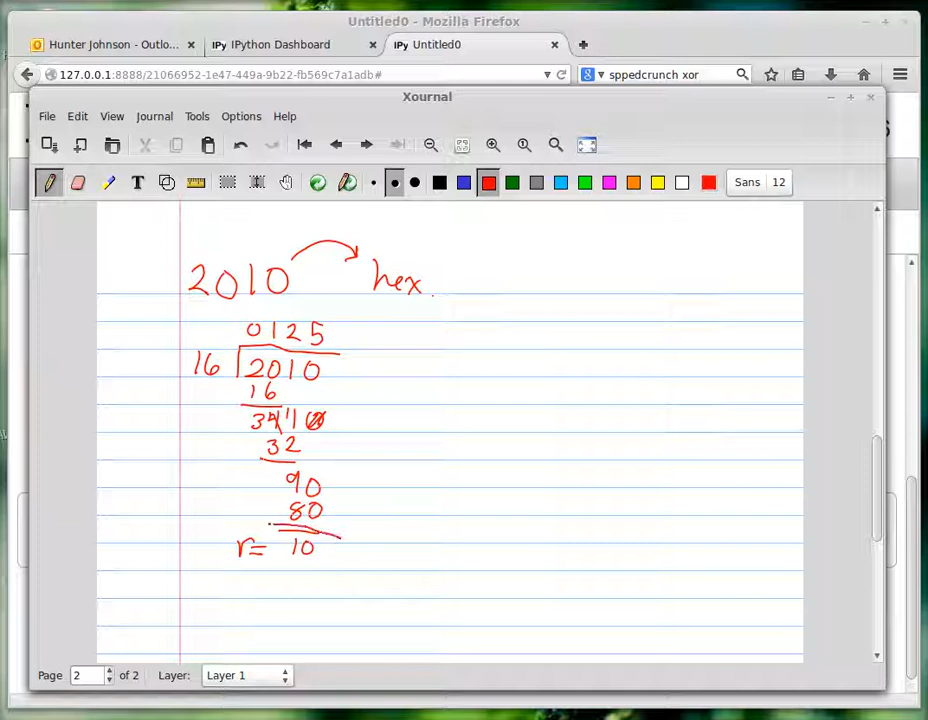 Untitled0 - Mozilla Firefox
Hunter Johnson - Outlo... IPython Dashboard IPy Untitled0
127.0.0.1:8888/21066952-1e47-449a-9b22-fb569c7a1adb# sppedcrunch xor
Xournal
File Edit View Journal Tools Options Help
Sans 12
2010 hex.
0125
16 2010
16
32
90
80
r= 10
Page 2 of 2 Layer: Layer 1